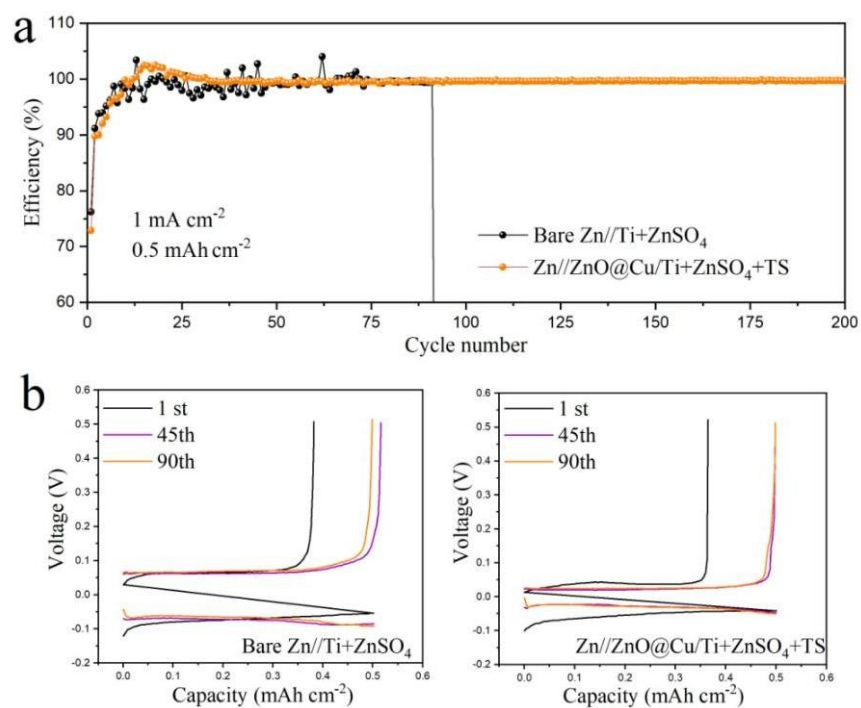 a
110
100
90
80
70
60
Efficiency (%)
1 mA cm⁻²
0.5 mAh cm⁻²
Bare Zn//Ti+ZnSO₄
Zn//ZnO@Cu/Ti+ZnSO₄+TS
0 25 50 75 100 125 150 175 200
Cycle number
b
0.6
0.5
0.4
0.3
0.2
0.1
0.0
-0.1
-0.2
Voltage (V)
1 st
45th
90th
Bare Zn//Ti+ZnSO₄
0.0 0.1 0.2 0.3 0.4 0.5 0.6
Capacity (mAh cm⁻²)
0.6
0.5
0.4
0.3
0.2
0.1
0.0
-0.1
-0.2
Voltage (V)
1 st
45th
90th
Zn//ZnO@Cu/Ti+ZnSO₄+TS
0.0 0.1 0.2 0.3 0.4 0.5 0.6
Capacity (mAh cm⁻²)